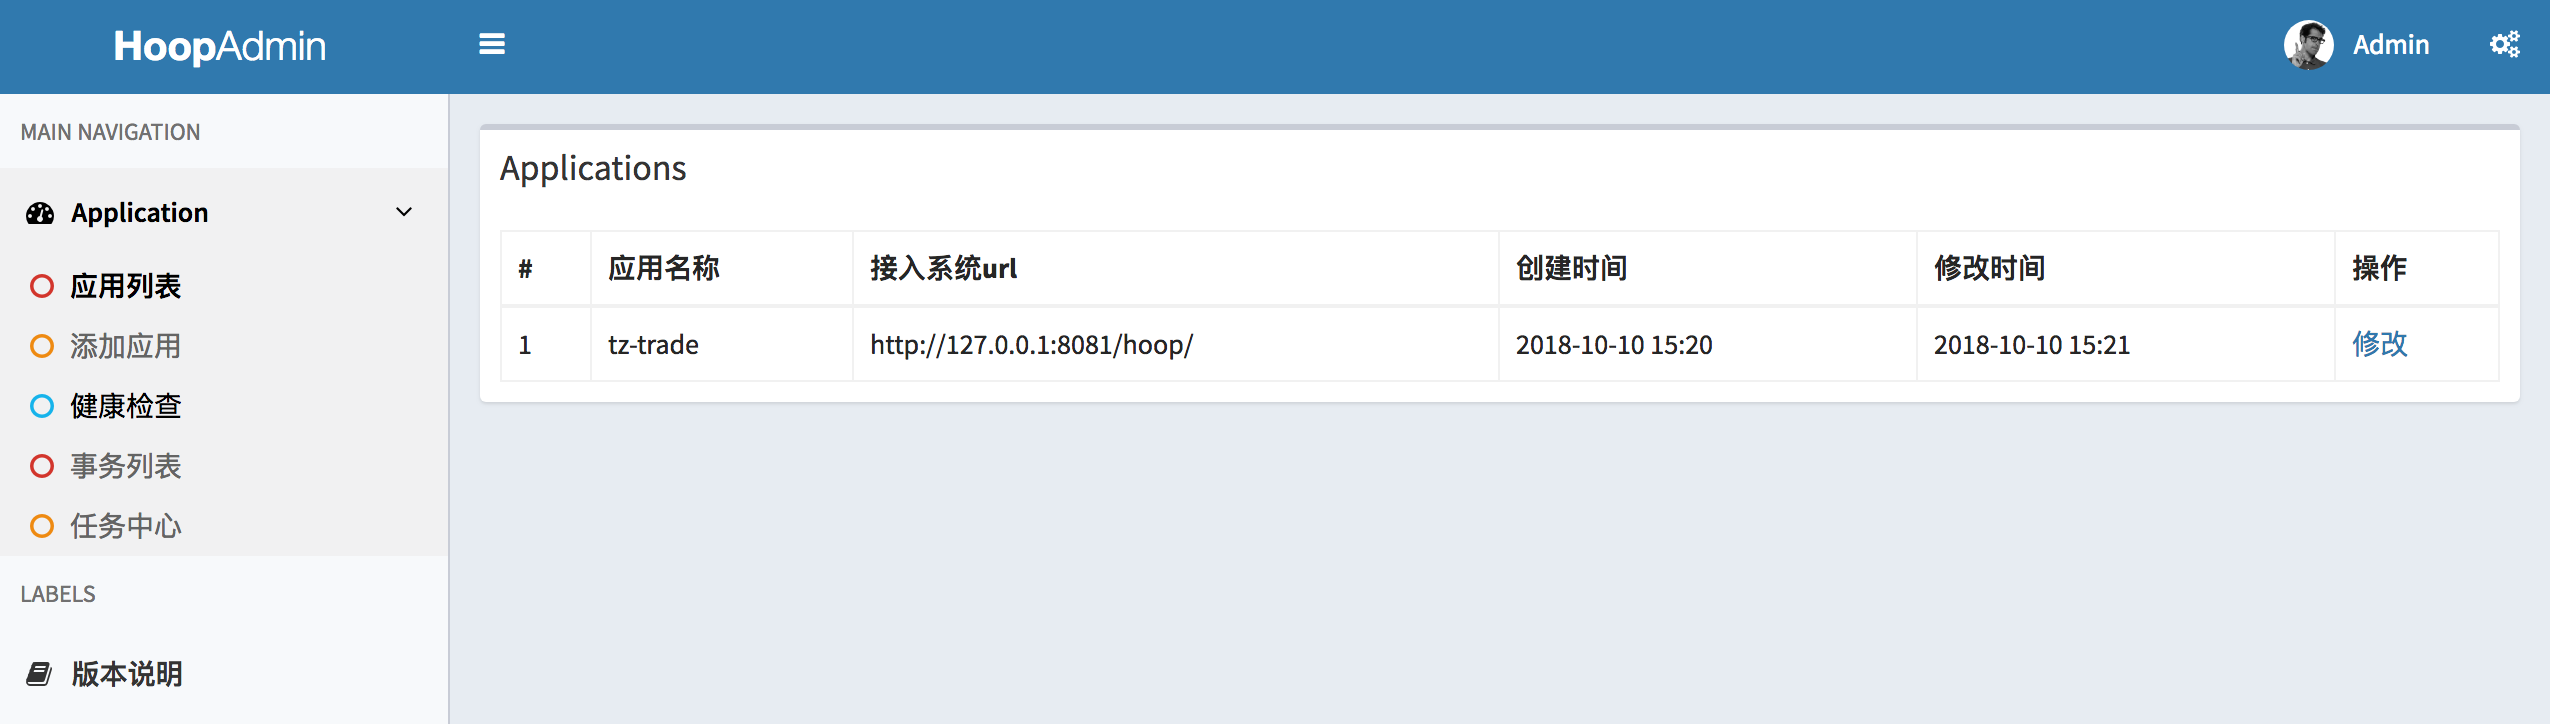 HoopAdmin
Admin
MAIN NAVIGATION
Application
应用列表
添加应用
健康检查
事务列表
任务中心
LABELS
版本说明
Applications
# 应用名称 接入系统url 创建时间 修改时间 操作
1 tz-trade http://127.0.0.1:8081/hoop/ 2018-10-10 15:20 2018-10-10 15:21 修改